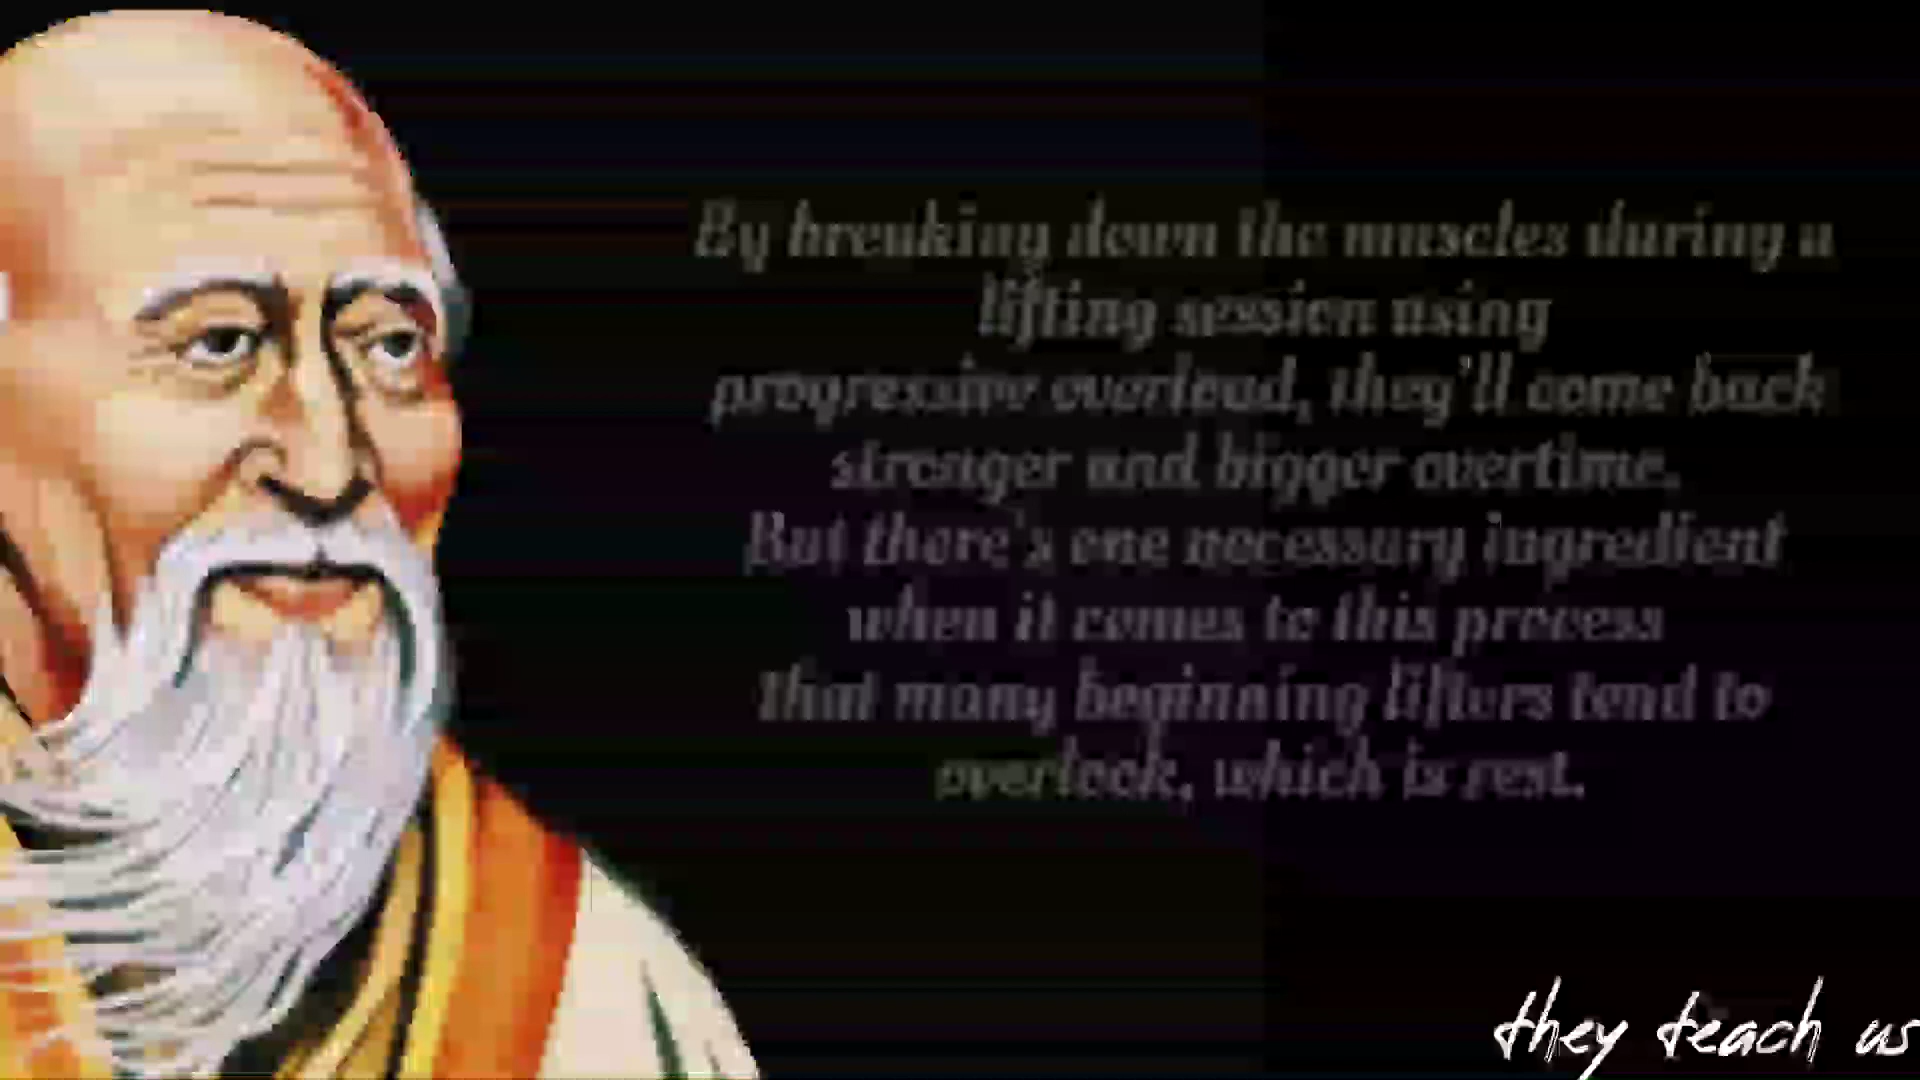 By breaking down the muscles during a
lifting session using
progressive overload, they'll come back
stronger and bigger overtime.
But there's one necessary ingredient
when it comes to this process
that many beginning lifters tend to
overlook, which is rest.
they teach us